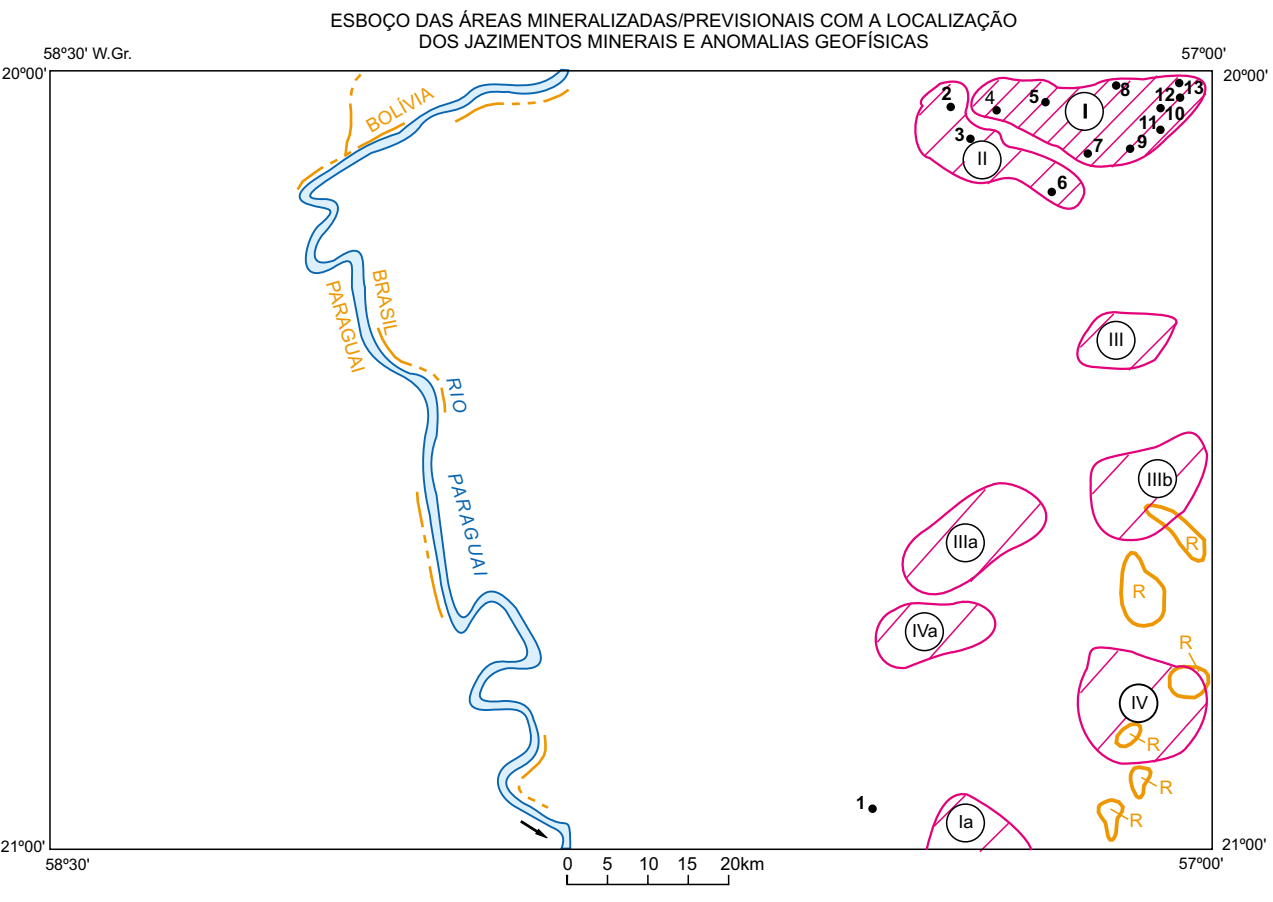 ESBOÇO DAS ÁREAS MINERALIZADAS/PREVISIONAIS COM A LOCALIZAÇÃO
DOS JAZIMENTOS MINERAIS E ANOMALIAS GEOFÍSICAS
58º30' W.Gr.
57º00'
20º00'
20º00'
BOLÍVIA
2
4
5
8
13
12
10
11
I
3
II
7
9
6
BRASIL
PARAGUAI
III
RIO
PARAGUAI
IIIb
IIIa
R
R
IVa
R
IV
R
R
R
1
Ia
21º00'
21º00'
58º30'
57º00'
0 5 10 15 20km